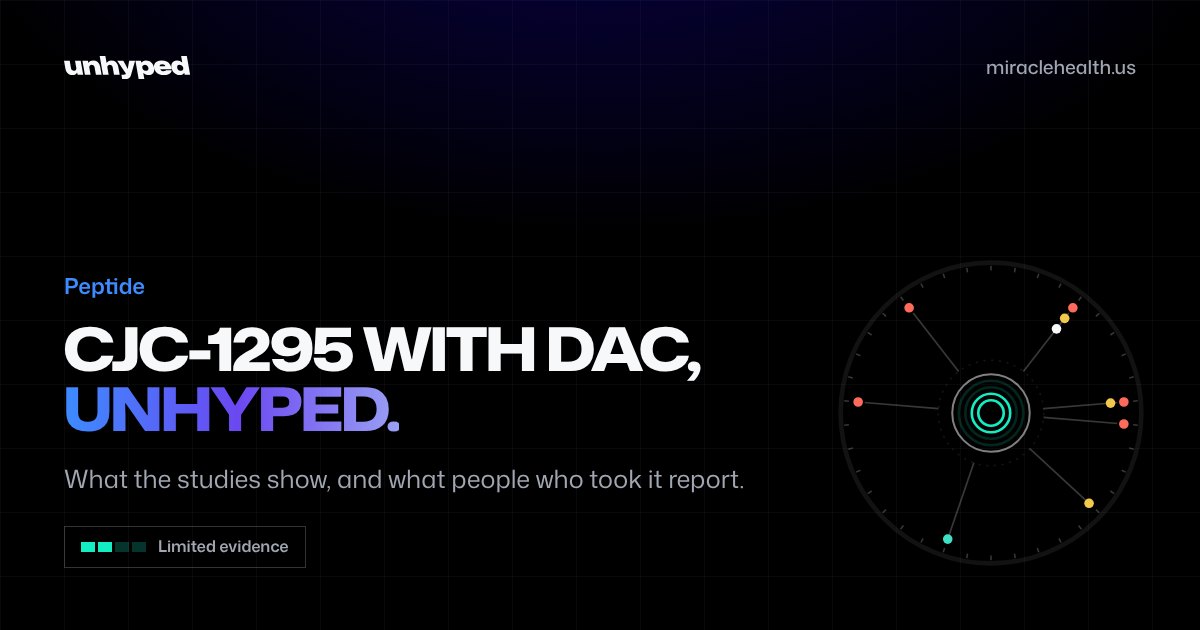 unhyped
miraclehealth.us
Peptide
CJC-1295 WITH DAC,
UNHYPED.
What the studies show, and what people who took it report.
Limited evidence